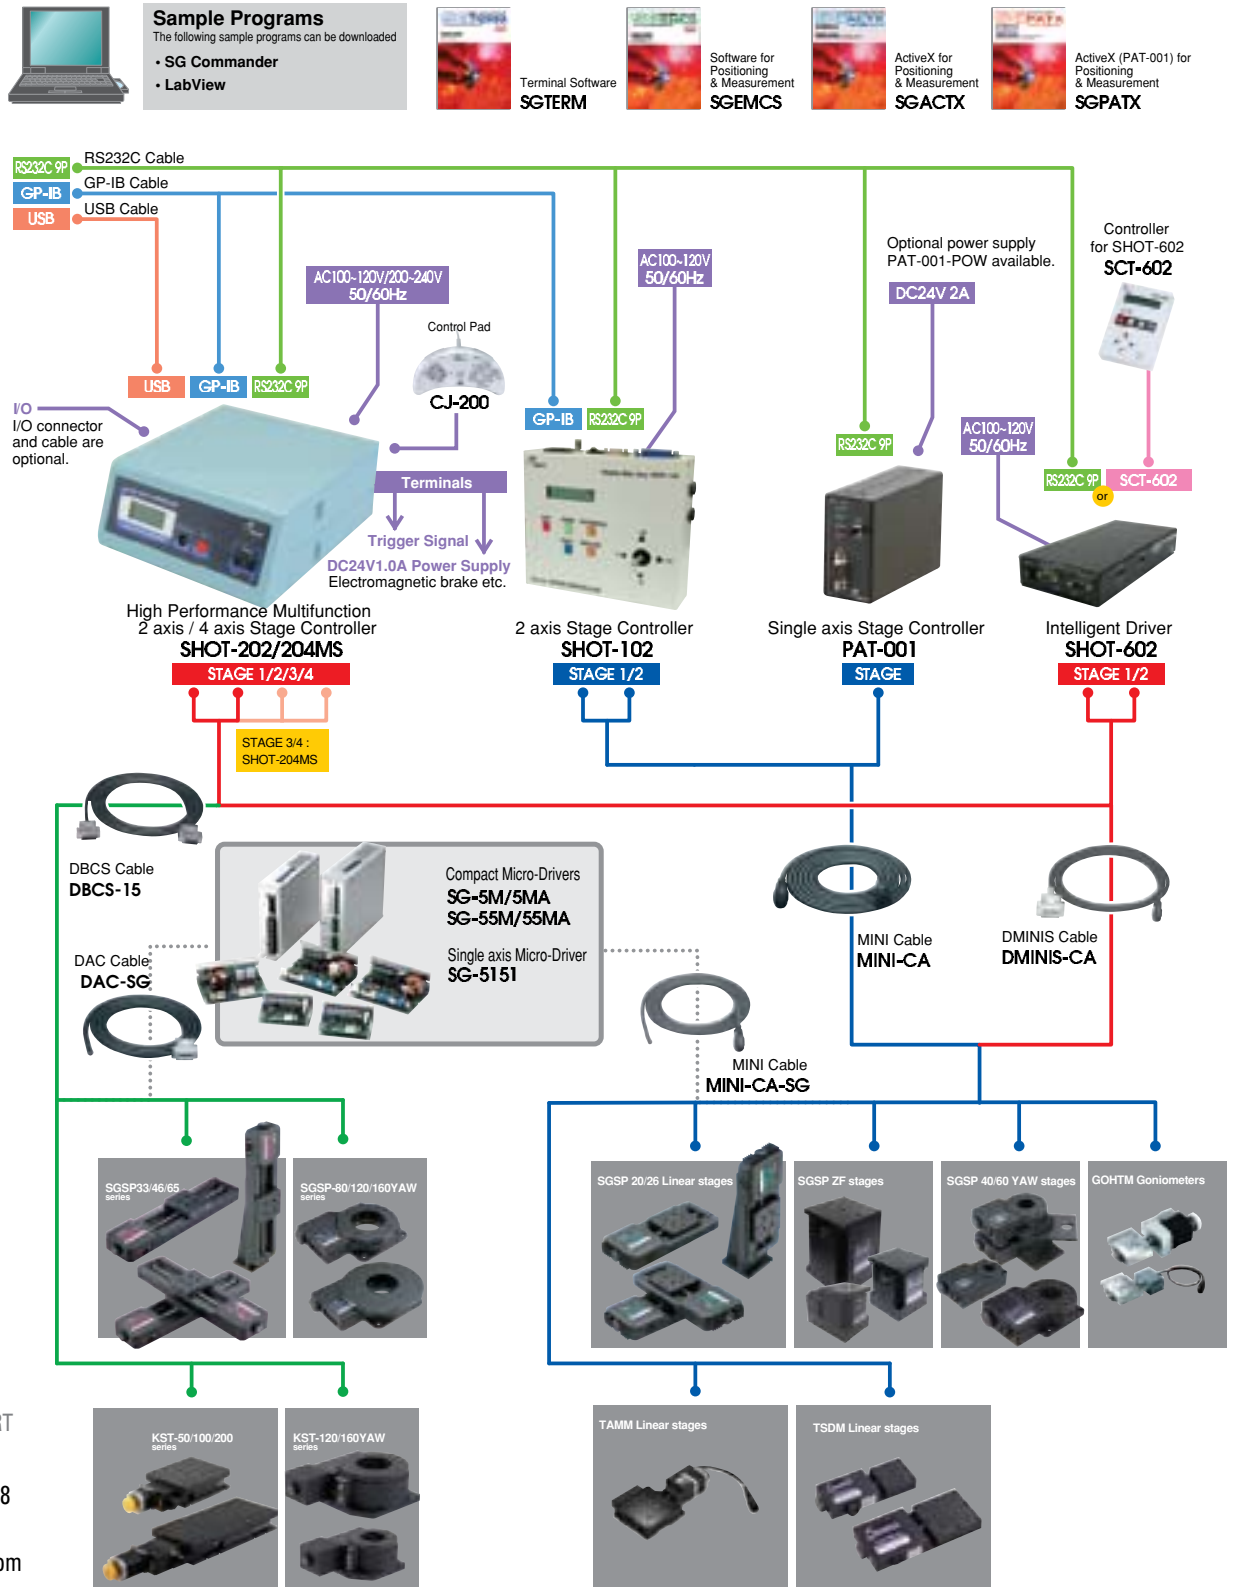 Sample Programs
The following sample programs can be downloaded
• SG Commander
• LabView
Terminal Software
SGTERM
Software for
Positioning
& Measurement
SGEMCS
ActiveX for
Positioning
& Measurement
SGACTX
ActiveX (PAT-001) for
Positioning
& Measurement
SGPATX
RS232C 9P
RS232C Cable
GP-IB
GP-IB Cable
USB
USB Cable
AC100~120V/200~240V
50/60Hz
Control Pad
CJ-200
AC100~120V
50/60Hz
Optional power supply
PAT-001-POW available.
DC24V 2A
Controller
for SHOT-602
SCT-602
USB
GP-IB
RS232C 9P
GP-IB
RS232C 9P
RS232C 9P
AC100~120V
50/60Hz
RS232C 9P
or
SCT-602
I/O
I/O connector
and cable are
optional.
Terminals
Trigger Signal
DC24V1.0A Power Supply
Electromagnetic brake etc.
High Performance Multifunction
2 axis / 4 axis Stage Controller
SHOT-202/204MS
STAGE 1/2/3/4
2 axis Stage Controller
SHOT-102
STAGE 1/2
Single axis Stage Controller
PAT-001
STAGE
Intelligent Driver
SHOT-602
STAGE 1/2
STAGE 3/4 :
SHOT-204MS
DBCS Cable
DBCS-15
Compact Micro-Drivers
SG-5M/5MA
SG-55M/55MA
Single axis Micro-Driver
SG-5151
DAC Cable
DAC-SG
MINI Cable
MINI-CA
DMINIS Cable
DMINIS-CA
MINI Cable
MINI-CA-SG
SGSP33/46/65
series
SGSP-80/120/160YAW
series
SGSP 20/26 Linear stages
SGSP ZF stages
SGSP 40/60 YAW stages
GOHTM Goniometers
KST-50/100/200
series
KST-120/160YAW
series
TAMM Linear stages
TSDM Linear stages
RT
8
om